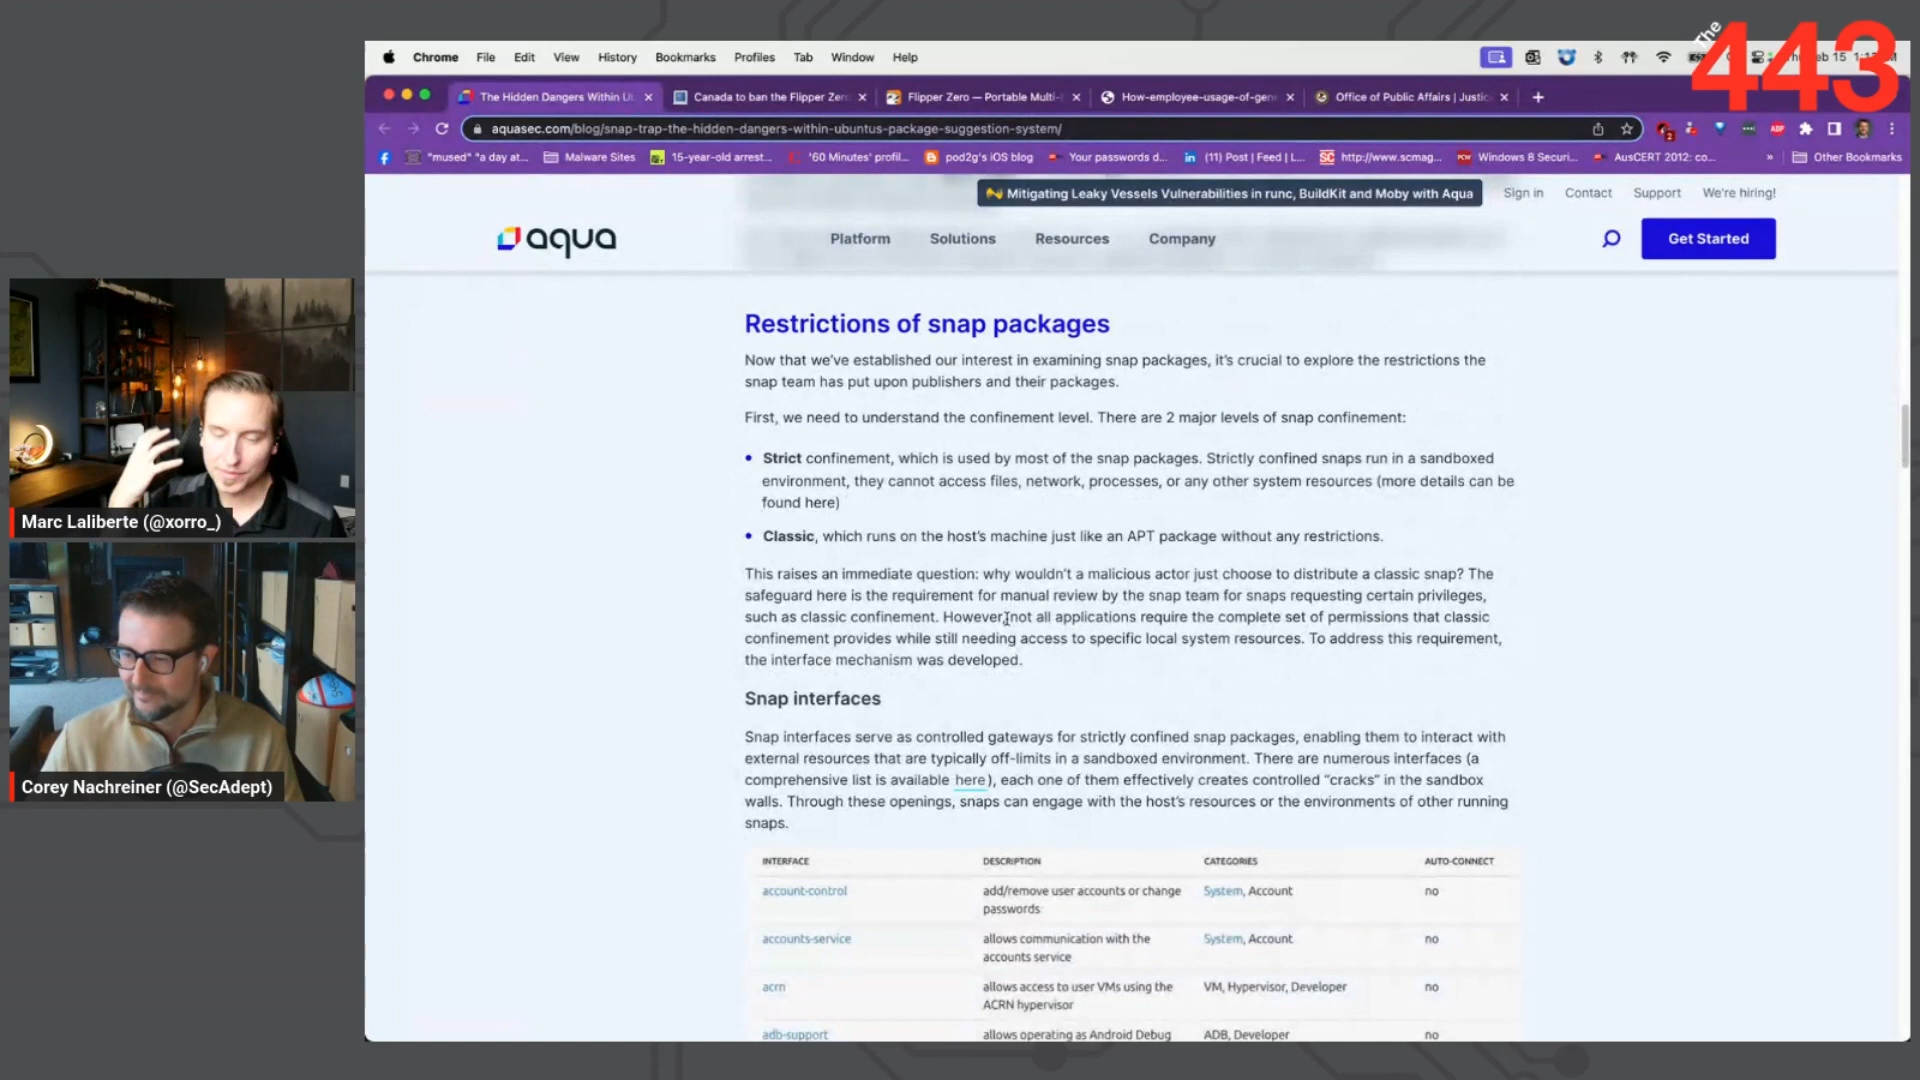 The
443
Chrome File Edit View History Bookmarks Profiles Tab Window Help
The Hidden Dangers Within U
Canada to ban the Flipper Zero
Flipper Zero — Portable Multi-
How-employee-usage-of-gen
Office of Public Affairs | Justic
aquasec.com/blog/snap-trap-the-hidden-dangers-within-ubuntus-package-suggestion-system/
ABP
"mused" "a day at...
Malware Sites
15-year-old arrest...
'60 Minutes' profil...
pod2g's iOS blog
Your passwords d...
(11) Post | Feed | L...
http://www.scmag...
Windows 8 Securi...
AusCERT 2012: co...
»
Other Bookmarks
Mitigating Leaky Vessels Vulnerabilities in runc, BuildKit and Moby with Aqua
Sign in Contact Support We're hiring!
aqua
Platform Solutions Resources Company
Get Started
Restrictions of snap packages
Now that we've established our interest in examining snap packages, it's crucial to explore the restrictions the
snap team has put upon publishers and their packages.
First, we need to understand the confinement level. There are 2 major levels of snap confinement:
• Strict confinement, which is used by most of the snap packages. Strictly confined snaps run in a sandboxed
environment, they cannot access files, network, processes, or any other system resources (more details can be
found here)
• Classic, which runs on the host's machine just like an APT package without any restrictions.
This raises an immediate question: why wouldn't a malicious actor just choose to distribute a classic snap? The
safeguard here is the requirement for manual review by the snap team for snaps requesting certain privileges,
such as classic confinement. However, not all applications require the complete set of permissions that classic
confinement provides while still needing access to specific local system resources. To address this requirement,
the interface mechanism was developed.
Snap interfaces
Snap interfaces serve as controlled gateways for strictly confined snap packages, enabling them to interact with
external resources that are typically off-limits in a sandboxed environment. There are numerous interfaces (a
comprehensive list is available here), each one of them effectively creates controlled "cracks" in the sandbox
walls. Through these openings, snaps can engage with the host's resources or the environments of other running
snaps.
INTERFACE DESCRIPTION CATEGORIES AUTO-CONNECT
account-control add/remove user accounts or change System, Account no
passwords
accounts-service allows communication with the System, Account no
accounts service
acrn allows access to user VMs using the VM, Hypervisor, Developer no
ACRN hypervisor
adb-support allows operating as Android Debug ADB, Developer no
Marc Laliberte (@xorro_)
Corey Nachreiner (@SecAdept)